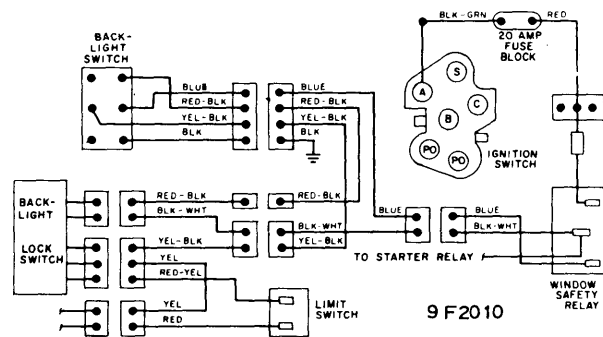 BLK-GRN
RED
20 AMP
FUSE
BLOCK
BACK-
LIGHT
SWITCH
A
S
C
B
PO
PO
IGNITION
SWITCH
BLUE
RED-BLK
YEL-BLK
BLK
BLUE
RED-BLK
YEL-BLK
BLK
BACK-
LIGHT
LOCK
SWITCH
RED-BLK
BLK-WHT
YEL-BLK
YEL
RED-YEL
YEL
RED
RED-BLK
BLK-WHT
YEL-BLK
BLUE
BLUE
BLK-WHT
TO STARTER RELAY
LIMIT
SWITCH
9F2010
WINDOW
SAFETY
RELAY